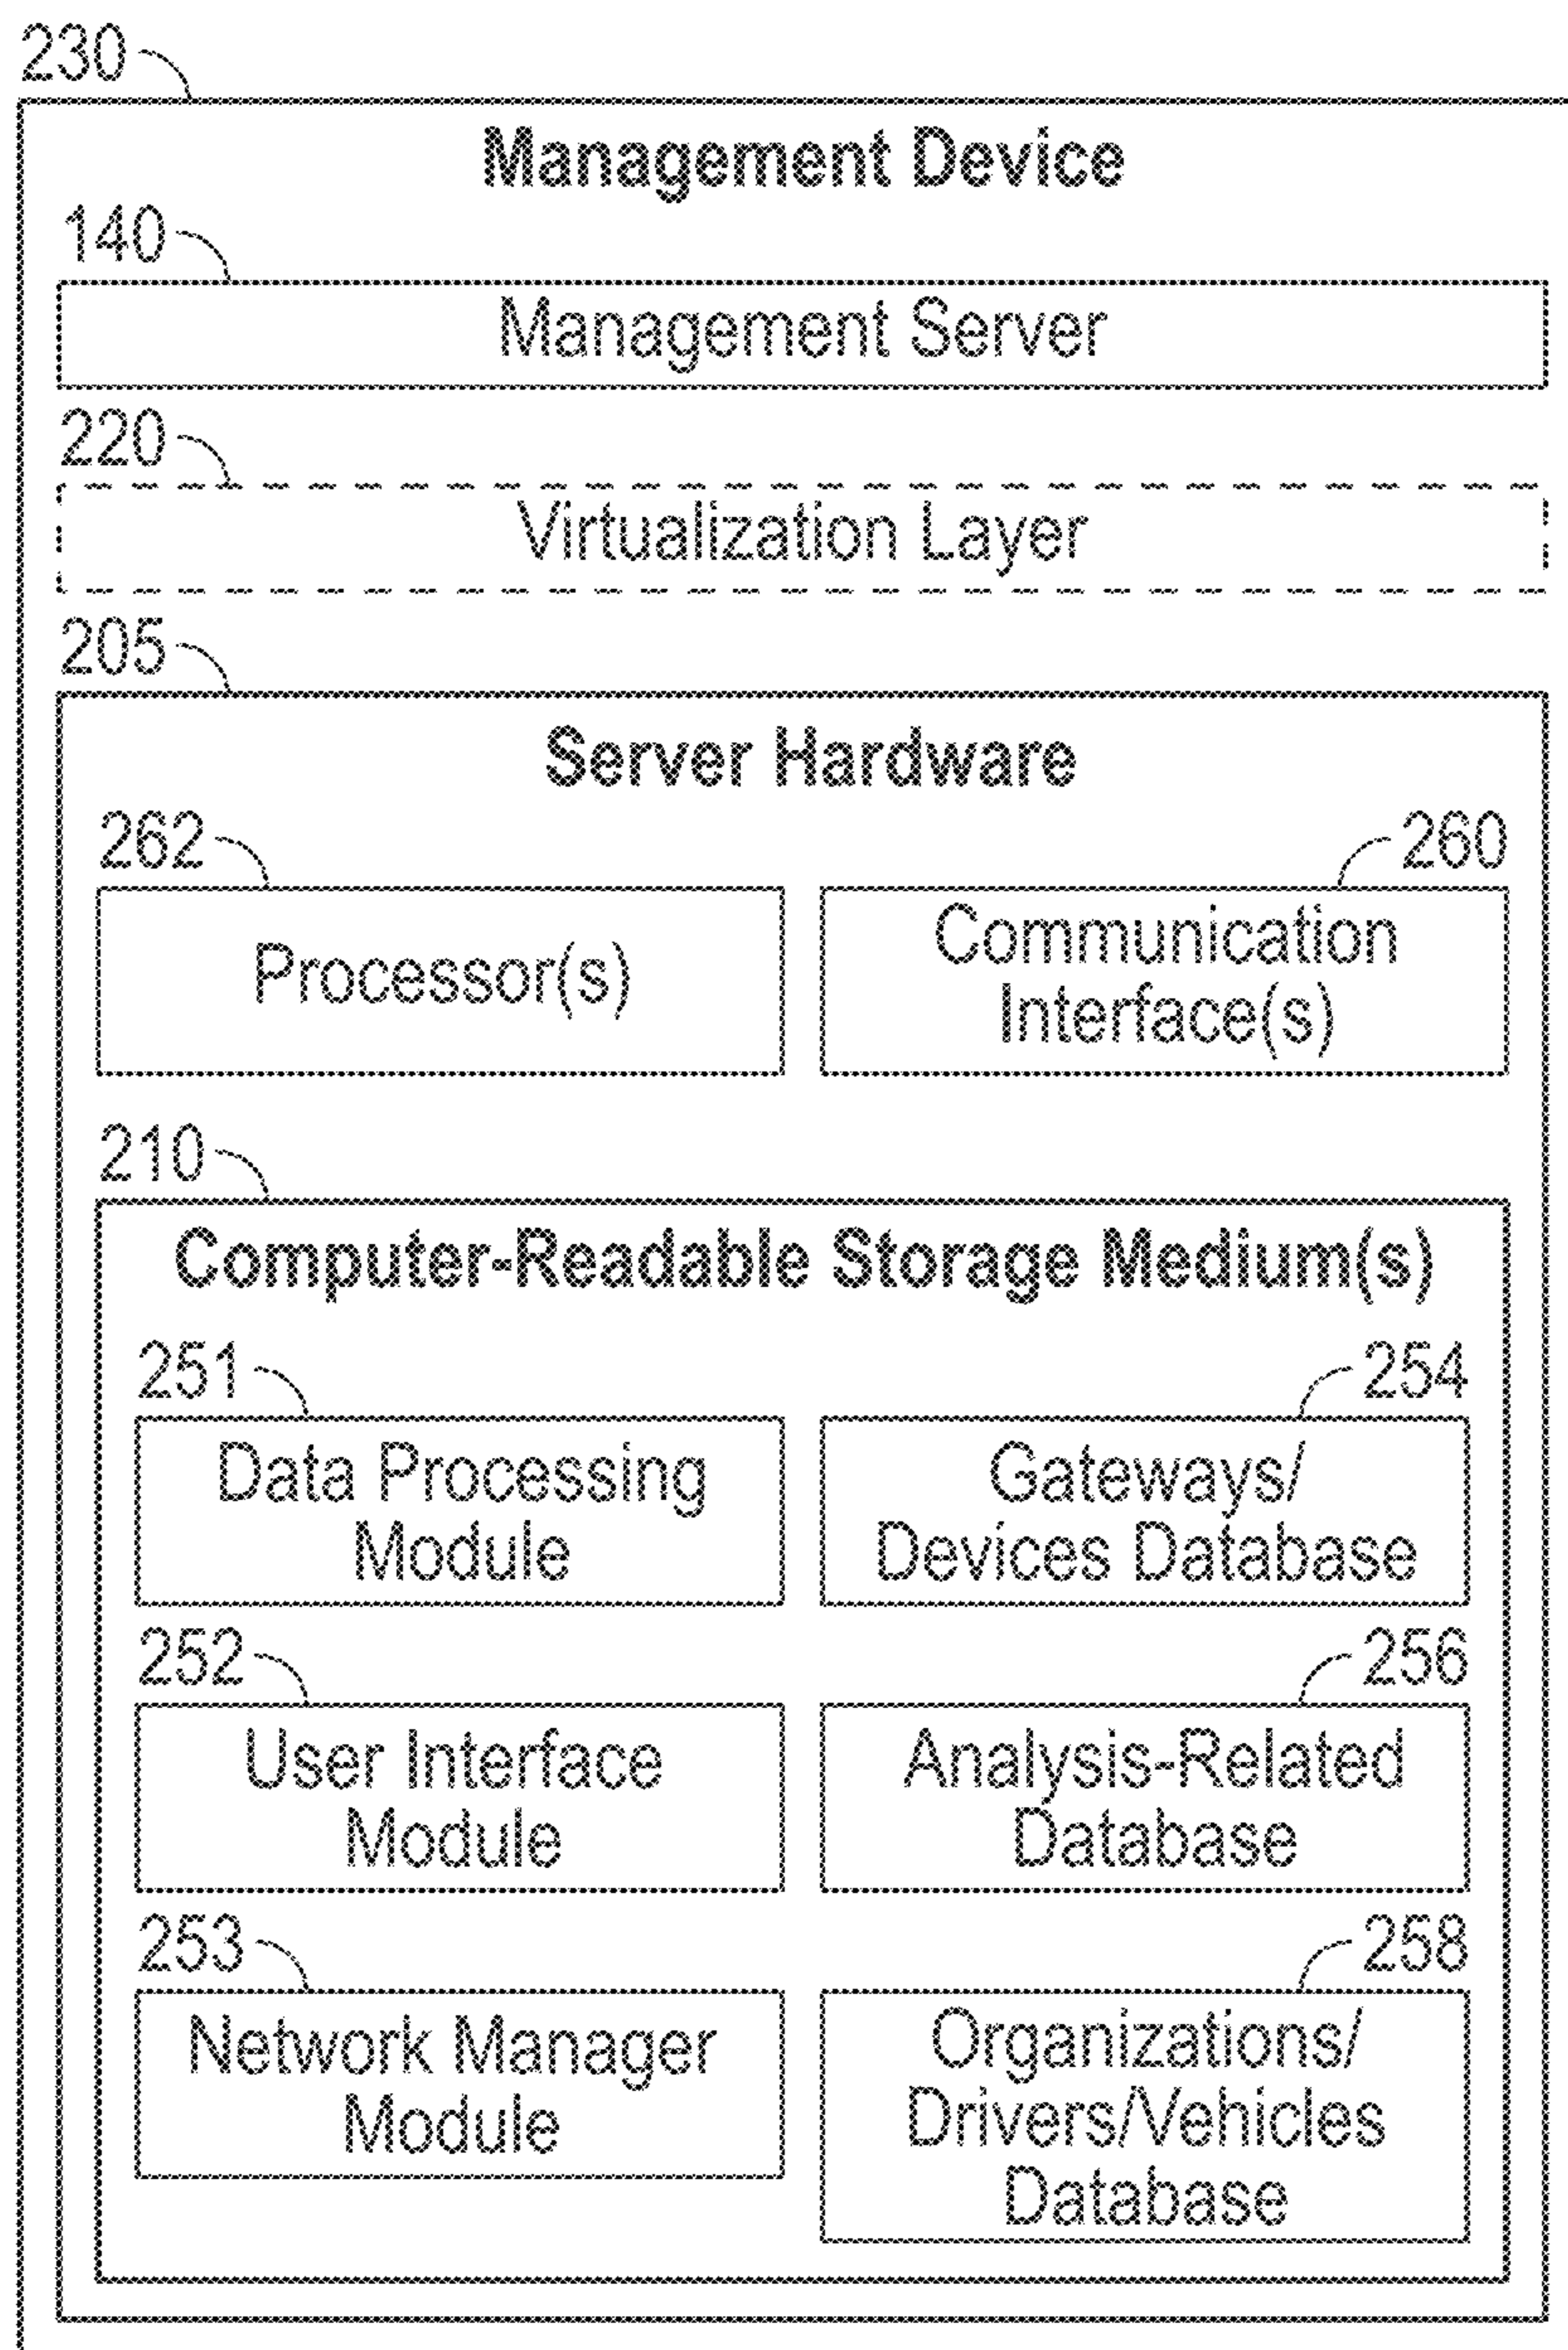 230
Management Device
140
Management Server
220
Virtualization Layer
205
Server Hardware
262
260
Processor(s)
Communication
Interface(s)
210
Computer-Readable Storage Medium(s)
251
254
Data Processing
Module
Gateways/
Devices Database
252
256
User Interface
Module
Analysis-Related
Database
253
258
Network Manager
Module
Organizations/
Drivers/Vehicles
Database